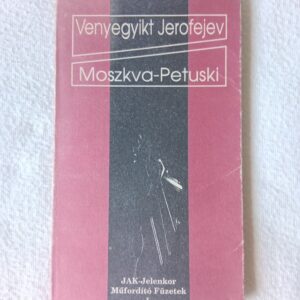 Venyegyikt Jerofejev
Moszkva-Petuski
JAK-Jelenkor
Műfordító Füzetek